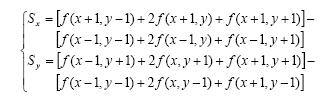 S_x = [f(x+1, y−1) + 2f(x+1, y) + f(x+1, y+1)] −
[f(x−1, y−1) + 2f(x−1, y) + f(x−1, y+1)]
S_y = [f(x−1, y+1) + 2f(x, y+1) + f(x+1, y+1)] −
[f(x−1, y−1) + 2f(x, y−1) + f(x+1, y−1)]